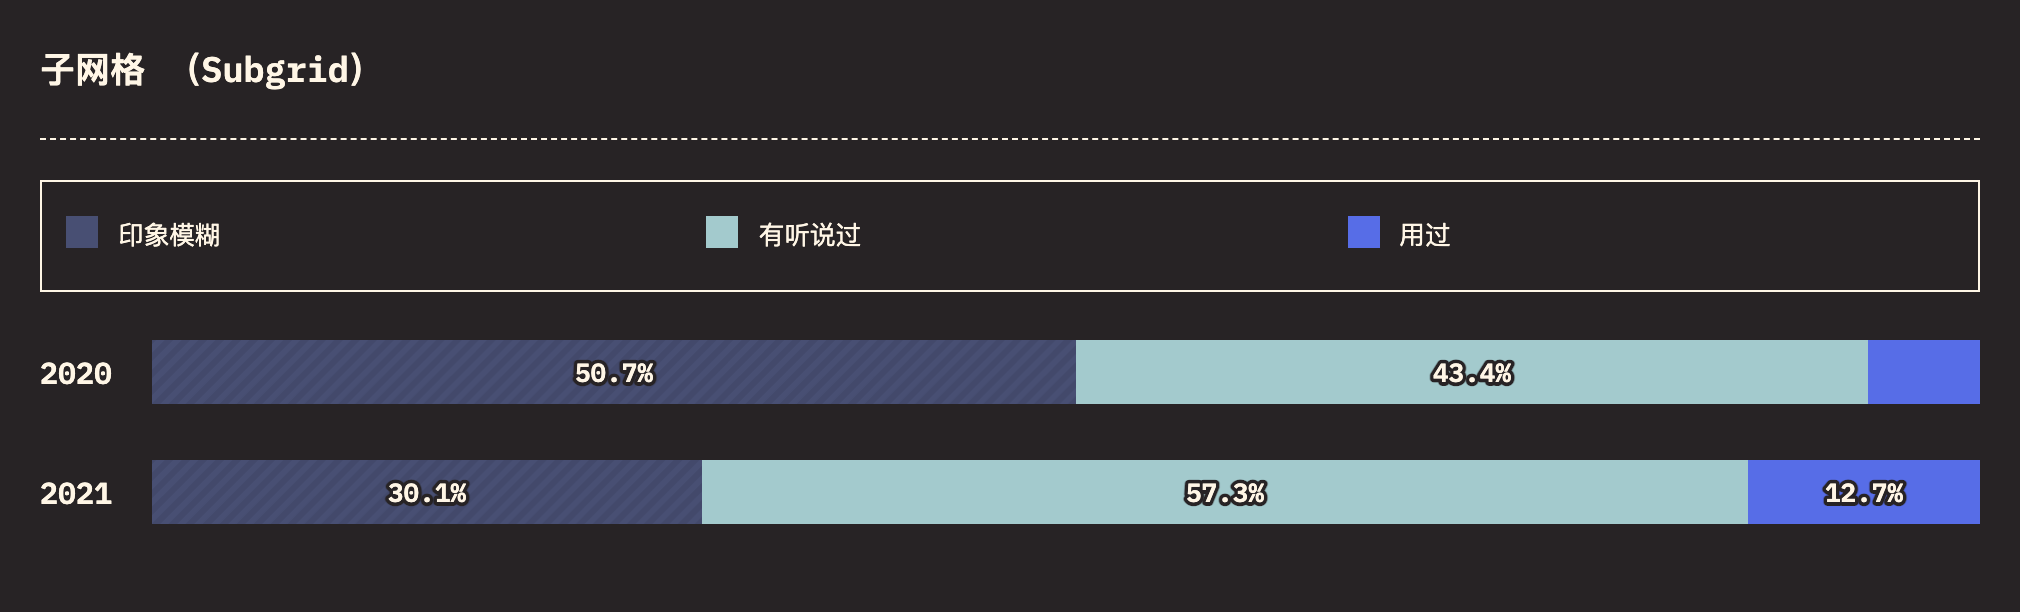 子网格 （Subgrid）
印象模糊 有听说过 用过
2020 50.7% 43.4%
2021 30.1% 57.3% 12.7%